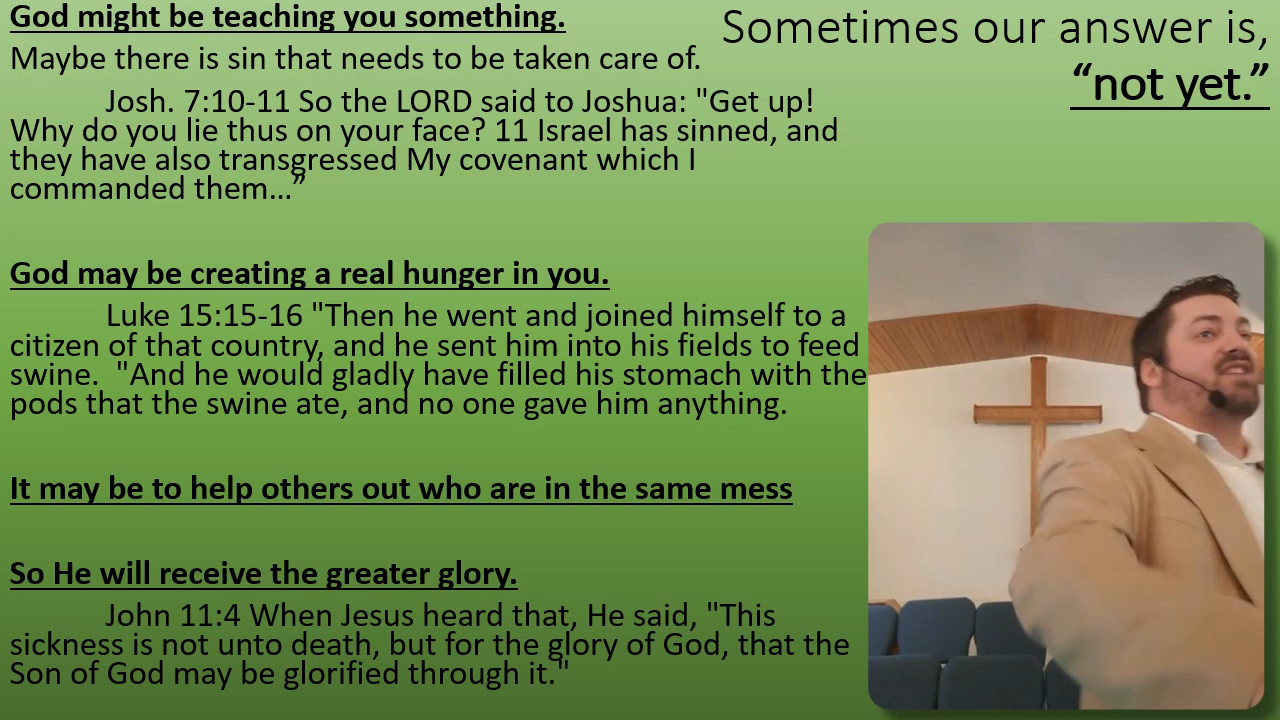 God might be teaching you something.
Maybe there is sin that needs to be taken care of.
Josh. 7:10-11 So the LORD said to Joshua: "Get up!
Why do you lie thus on your face? 11 Israel has sinned, and
they have also transgressed My covenant which I
commanded them…”
God may be creating a real hunger in you.
Luke 15:15-16 "Then he went and joined himself to a
citizen of that country, and he sent him into his fields to feed
swine.  "And he would gladly have filled his stomach with the
pods that the swine ate, and no one gave him anything.
It may be to help others out who are in the same mess
So He will receive the greater glory.
John 11:4 When Jesus heard that, He said, "This
sickness is not unto death, but for the glory of God, that the
Son of God may be glorified through it."
Sometimes our answer is,
“not yet.”